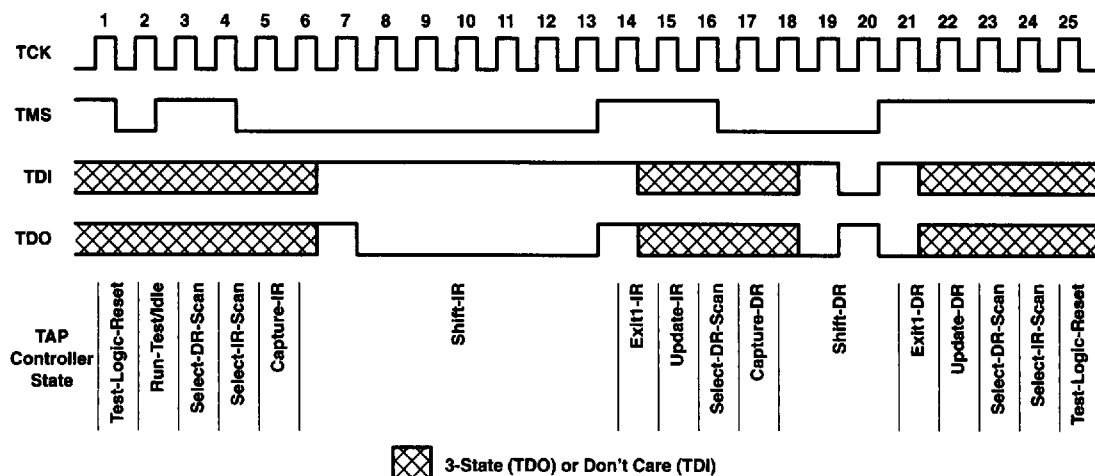 1 2 3 4 5 6 7 8 9 10 11 12 13 14 15 16 17 18 19 20 21 22 23 24 25
TCK
TMS
TDI
TDO
TAP
Controller
State
Test-Logic-Reset
Run-Test/Idle
Select-DR-Scan
Select-IR-Scan
Capture-IR
Shift-IR
Exit1-IR
Update-IR
Select-DR-Scan
Capture-DR
Shift-DR
Exit1-DR
Update-DR
Select-DR-Scan
Select-IR-Scan
Test-Logic-Reset
3-State (TDO) or Don't Care (TDI)